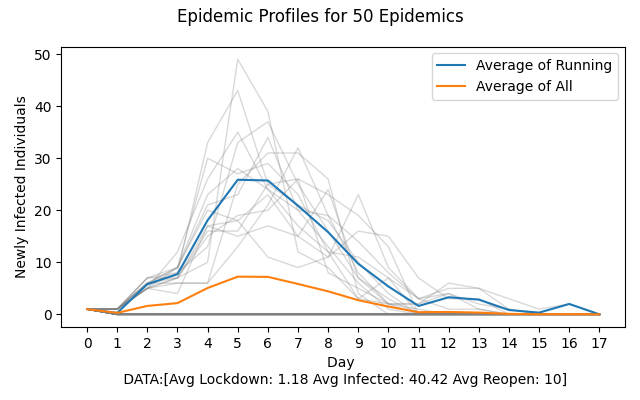 Epidemic Profiles for 50 Epidemics
50
40
30
20
10
0
Newly Infected Individuals
Average of Running
Average of All
0 1 2 3 4 5 6 7 8 9 10 11 12 13 14 15 16 17
Day
DATA:[Avg Lockdown: 1.18 Avg Infected: 40.42 Avg Reopen: 10]